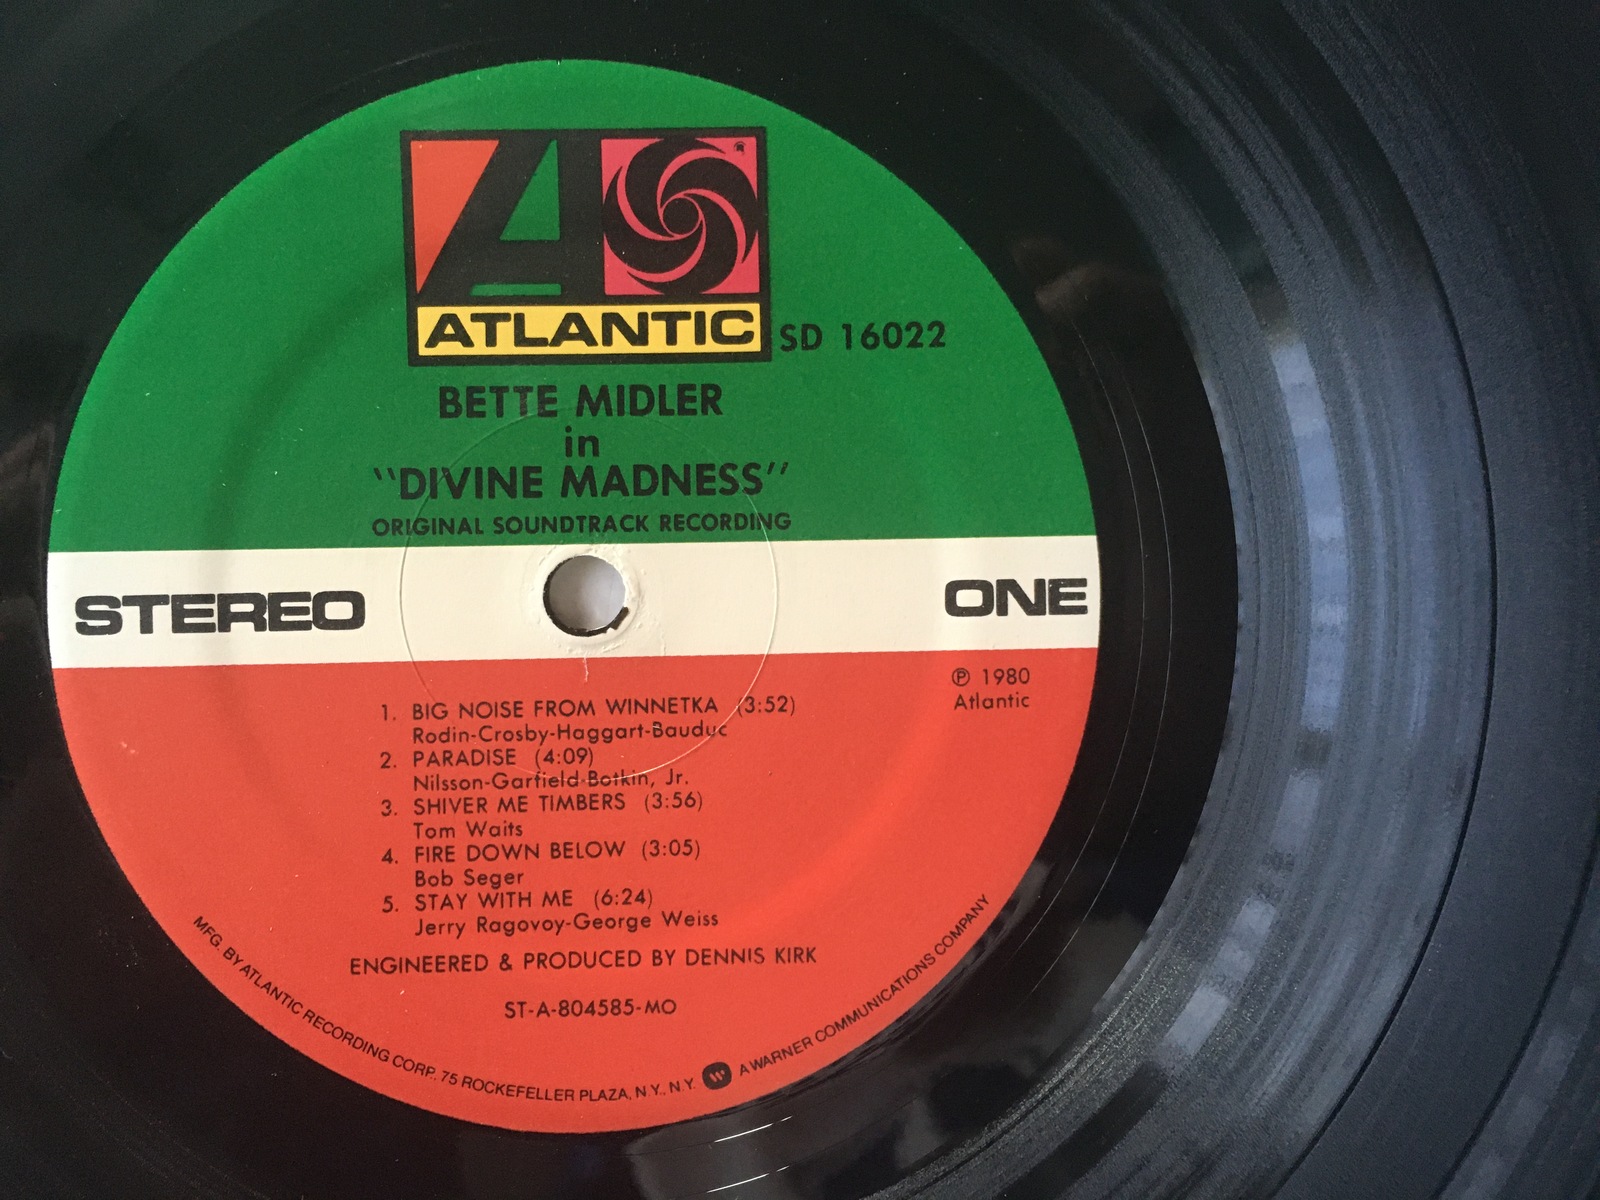 ATLANTIC
SD 16022
BETTE MIDLER
in
"DIVINE MADNESS"
ORIGINAL SOUNDTRACK RECORDING
STEREO
ONE
℗ 1980
Atlantic
1. BIG NOISE FROM WINNETKA (3:52)
Rodin-Crosby-Haggart-Bauduc
2. PARADISE (4:09)
Nilsson-Garfield-Botkin, Jr.
3. SHIVER ME TIMBERS (3:56)
Tom Waits
4. FIRE DOWN BELOW (3:05)
Bob Seger
5. STAY WITH ME (6:24)
Jerry Ragovoy-George Weiss
ENGINEERED & PRODUCED BY DENNIS KIRK
ST-A-804585-MO
MFG. BY ATLANTIC RECORDING CORP. 75 ROCKEFELLER PLAZA, N.Y., N.Y. W A WARNER COMMUNICATIONS COMPANY